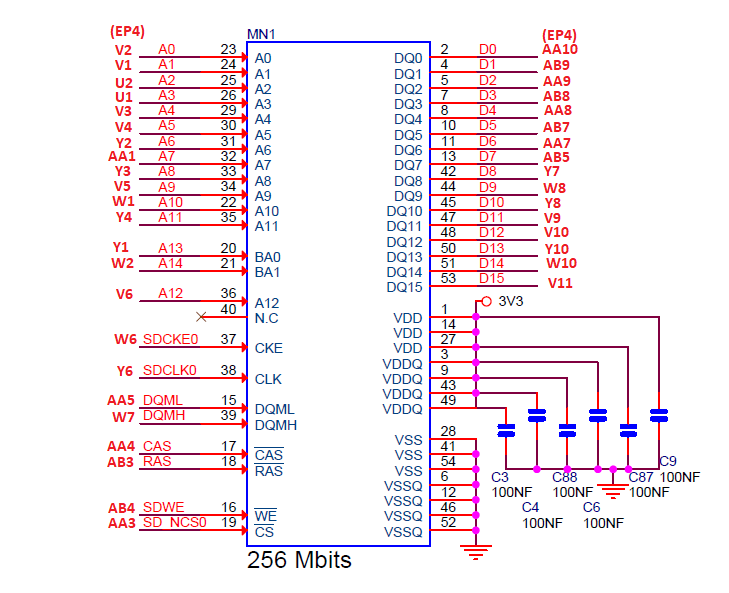 (EP4) MN1 (EP4)
V2 A0 23 A0 DQ0 2 D0 AA10
V1 A1 24 A1 DQ1 4 D1 AB9
U2 A2 25 A2 DQ2 5 D2 AA9
U1 A3 26 A3 DQ3 7 D3 AB8
V3 A4 29 A4 DQ4 8 D4 AA8
V4 A5 30 A5 DQ5 10 D5 AB7
Y2 A6 31 A6 DQ6 11 D6 AA7
AA1 A7 32 A7 DQ7 13 D7 AB5
Y3 A8 33 A8 DQ8 42 D8 Y7
V5 A9 34 A9 DQ9 44 D9 W8
W1 A10 22 A10 DQ10 45 D10 Y8
Y4 A11 35 A11 DQ11 47 D11 V9
DQ12 48 D12 V10
Y1 A13 20 BA0 DQ13 50 D13 Y10
W2 A14 21 BA1 DQ14 51 D14 W10
DQ15 53 D15 V11
V6 A12 36 A12 3V3
40 N.C VDD 1
VDD 14
W6 SDCKE0 37 CKE VDD 27
VDDQ 3
Y6 SDCLK0 38 CLK VDDQ 9
VDDQ 43
AA5 DQML 15 DQML VDDQ 49
W7 DQMH 39 DQMH
VSS 28
AA4 CAS 17 CAS VSS 41
AB3 RAS 18 RAS VSS 54
VSSQ 6
VSSQ 12
AB4 SDWE 16 WE VSSQ 46
AA3 SD_NCS0 19 CS VSSQ 52
C3 C88 C87 C9
100NF 100NF 100NF 100NF
C4 C6
100NF 100NF
256 Mbits